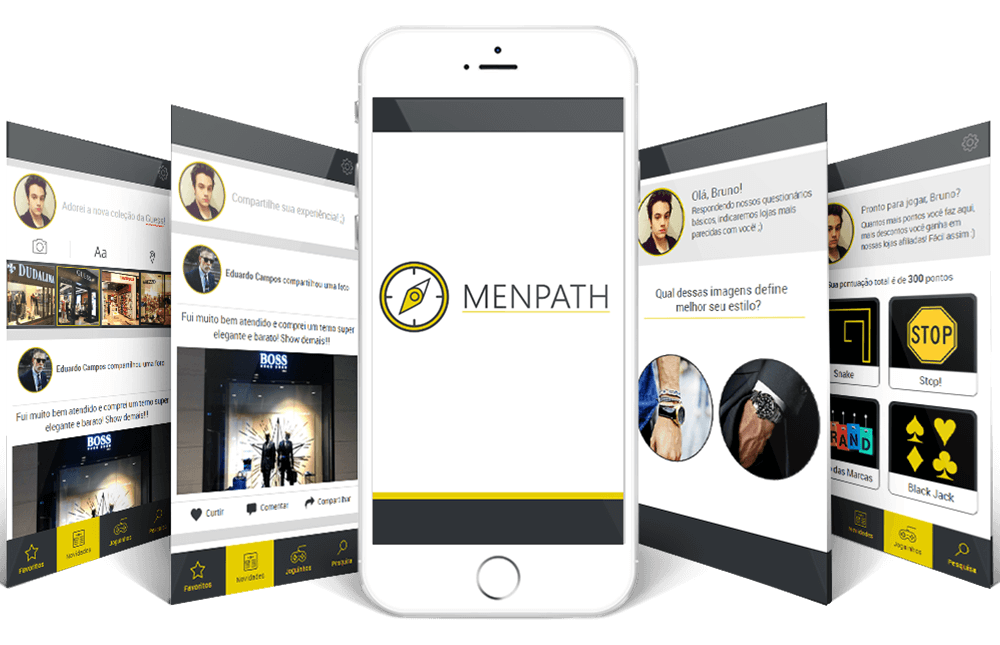 Adorei a nova coleção da Guess!
Aa
DUDALINA
Eduardo Campos compartilhou uma foto
Fui muito bem atendido e comprei um terno super
elegante e barato! Show demais!!!
BOSS
Favoritos
Novidades
Joguinhos
Pesquisa
Compartilhe sua experiência! ;)
Eduardo Campos compartilhou uma foto
Fui muito bem atendido e comprei um terno super
elegante e barato! Show demais!!!
BOSS
HUGO BOSS
Curtir
Comentar
Compartilhar
Favoritos
Novidades
Joguinhos
Pesquisa
MENPATH
Olá, Bruno!
Respondendo nossos questionários
básicos, indicaremos lojas mais
parecidas com você! ;)
Qual dessas imagens define
melhor seu estilo?
Pronto para jogar, Bruno?
Quantos mais pontos você faz aqui,
mais descontos você ganha em
nossas lojas afiliadas! Fácil assim :)
Sua pontuação total é de 300 pontos
Snake
STOP
Stop!
BRAND
das Marcas
Black Jack
Novidades
Joguinhos
Pesquisa